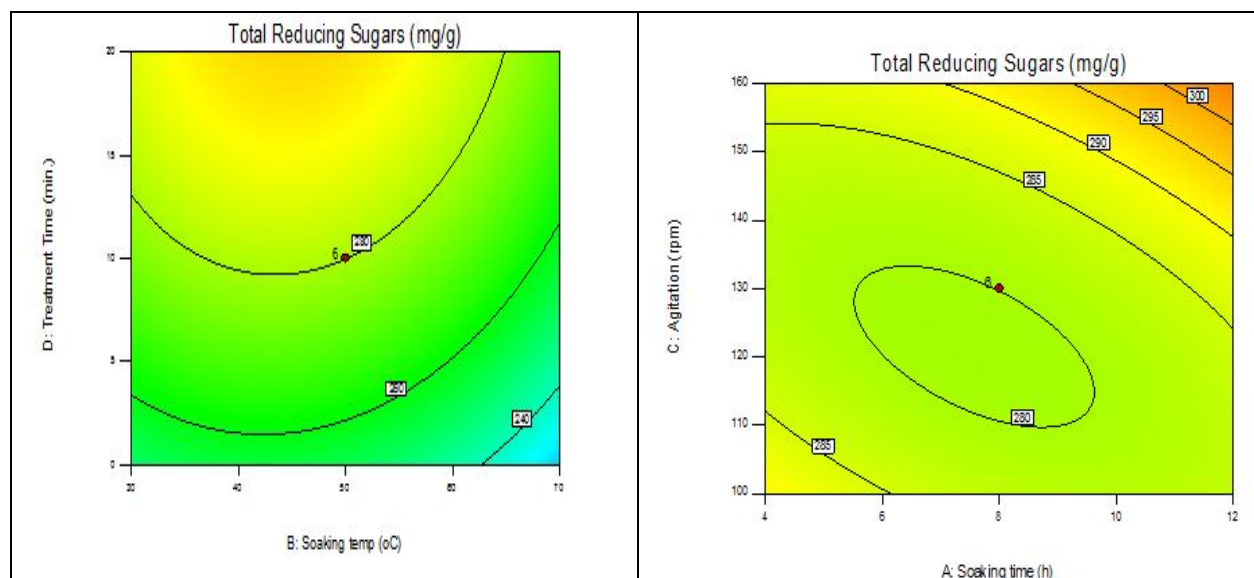 Total Reducing Sugars (mg/g)
20
15
10
5
0
D: Treatment Time (min.)
6
280
260
240
30 40 50 60 70
B: Soaking temp (oC)
Total Reducing Sugars (mg/g)
160
150
140
130
120
110
100
C: Agitation (rpm)
300
295
290
285
6
280
285
4 6 8 10 12
A: Soaking time (h)